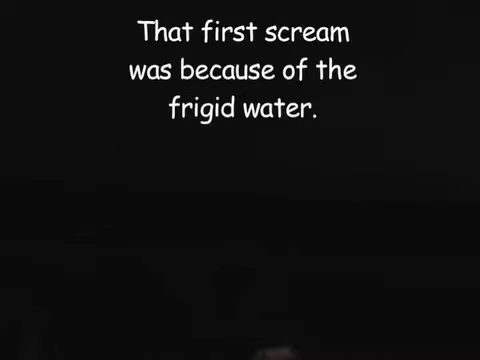 That first scream
was because of the
frigid water.